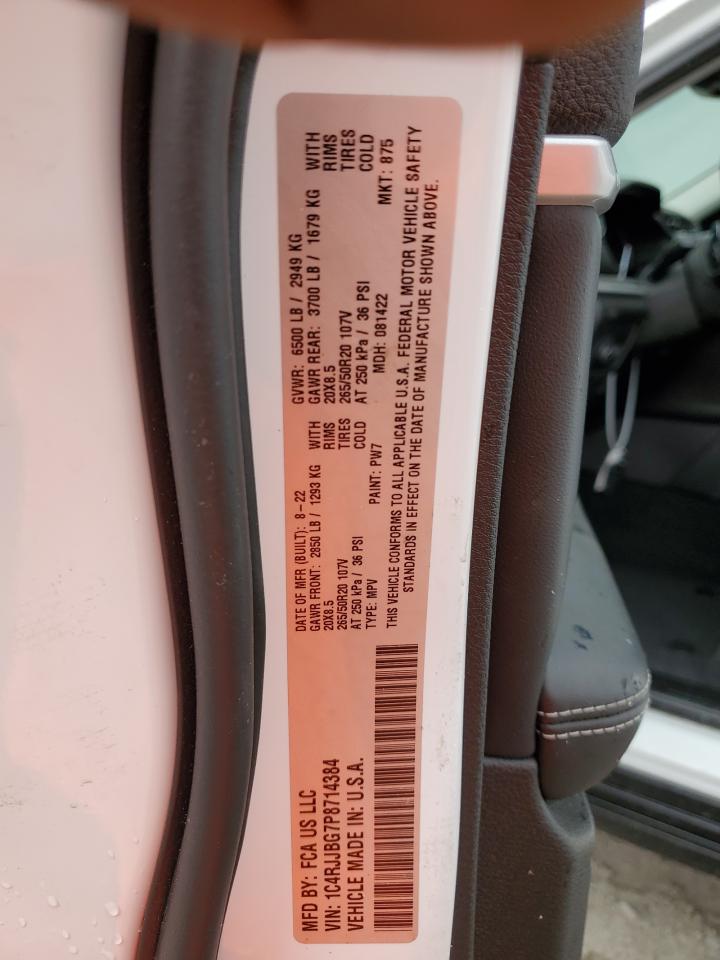 MFD BY: FCA US LLC
VIN: 1C4RJJBG7P8714384
VEHICLE MADE IN: U.S.A.
DATE OF MFR (BUILT): 8-22
GAWR FRONT: 2850 LB / 1293 KG WITH
20X8.5 RIMS
265/50R20 107V TIRES
AT 250 kPa / 36 PSI COLD
TYPE: MPV PAINT: PW7
GVWR: 6500 LB / 2949 KG
GAWR REAR: 3700 LB / 1679 KG WITH
20X8.5 RIMS
265/50R20 107V TIRES
AT 250 kPa / 36 PSI COLD
MDH: 081422 MKT: 875
THIS VEHICLE CONFORMS TO ALL APPLICABLE U.S.A. FEDERAL MOTOR VEHICLE SAFETY
STANDARDS IN EFFECT ON THE DATE OF MANUFACTURE SHOWN ABOVE.